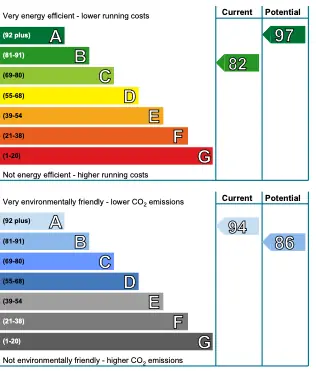 Very energy efficient - lower running costs
Current Potential
(92 plus) A
97
(81-91) B
82
(69-80) C
(55-68) D
(39-54 E
(21-38) F
(1-20) G
Not energy efficient - higher running costs
Very environmentally friendly - lower CO2 emissions
Current Potential
(92 plus) A
94
(81-91) B
86
(69-80) C
(55-68) D
(39-54 E
(21-38) F
(1-20) G
Not environmentally friendly - higher CO2 emissions